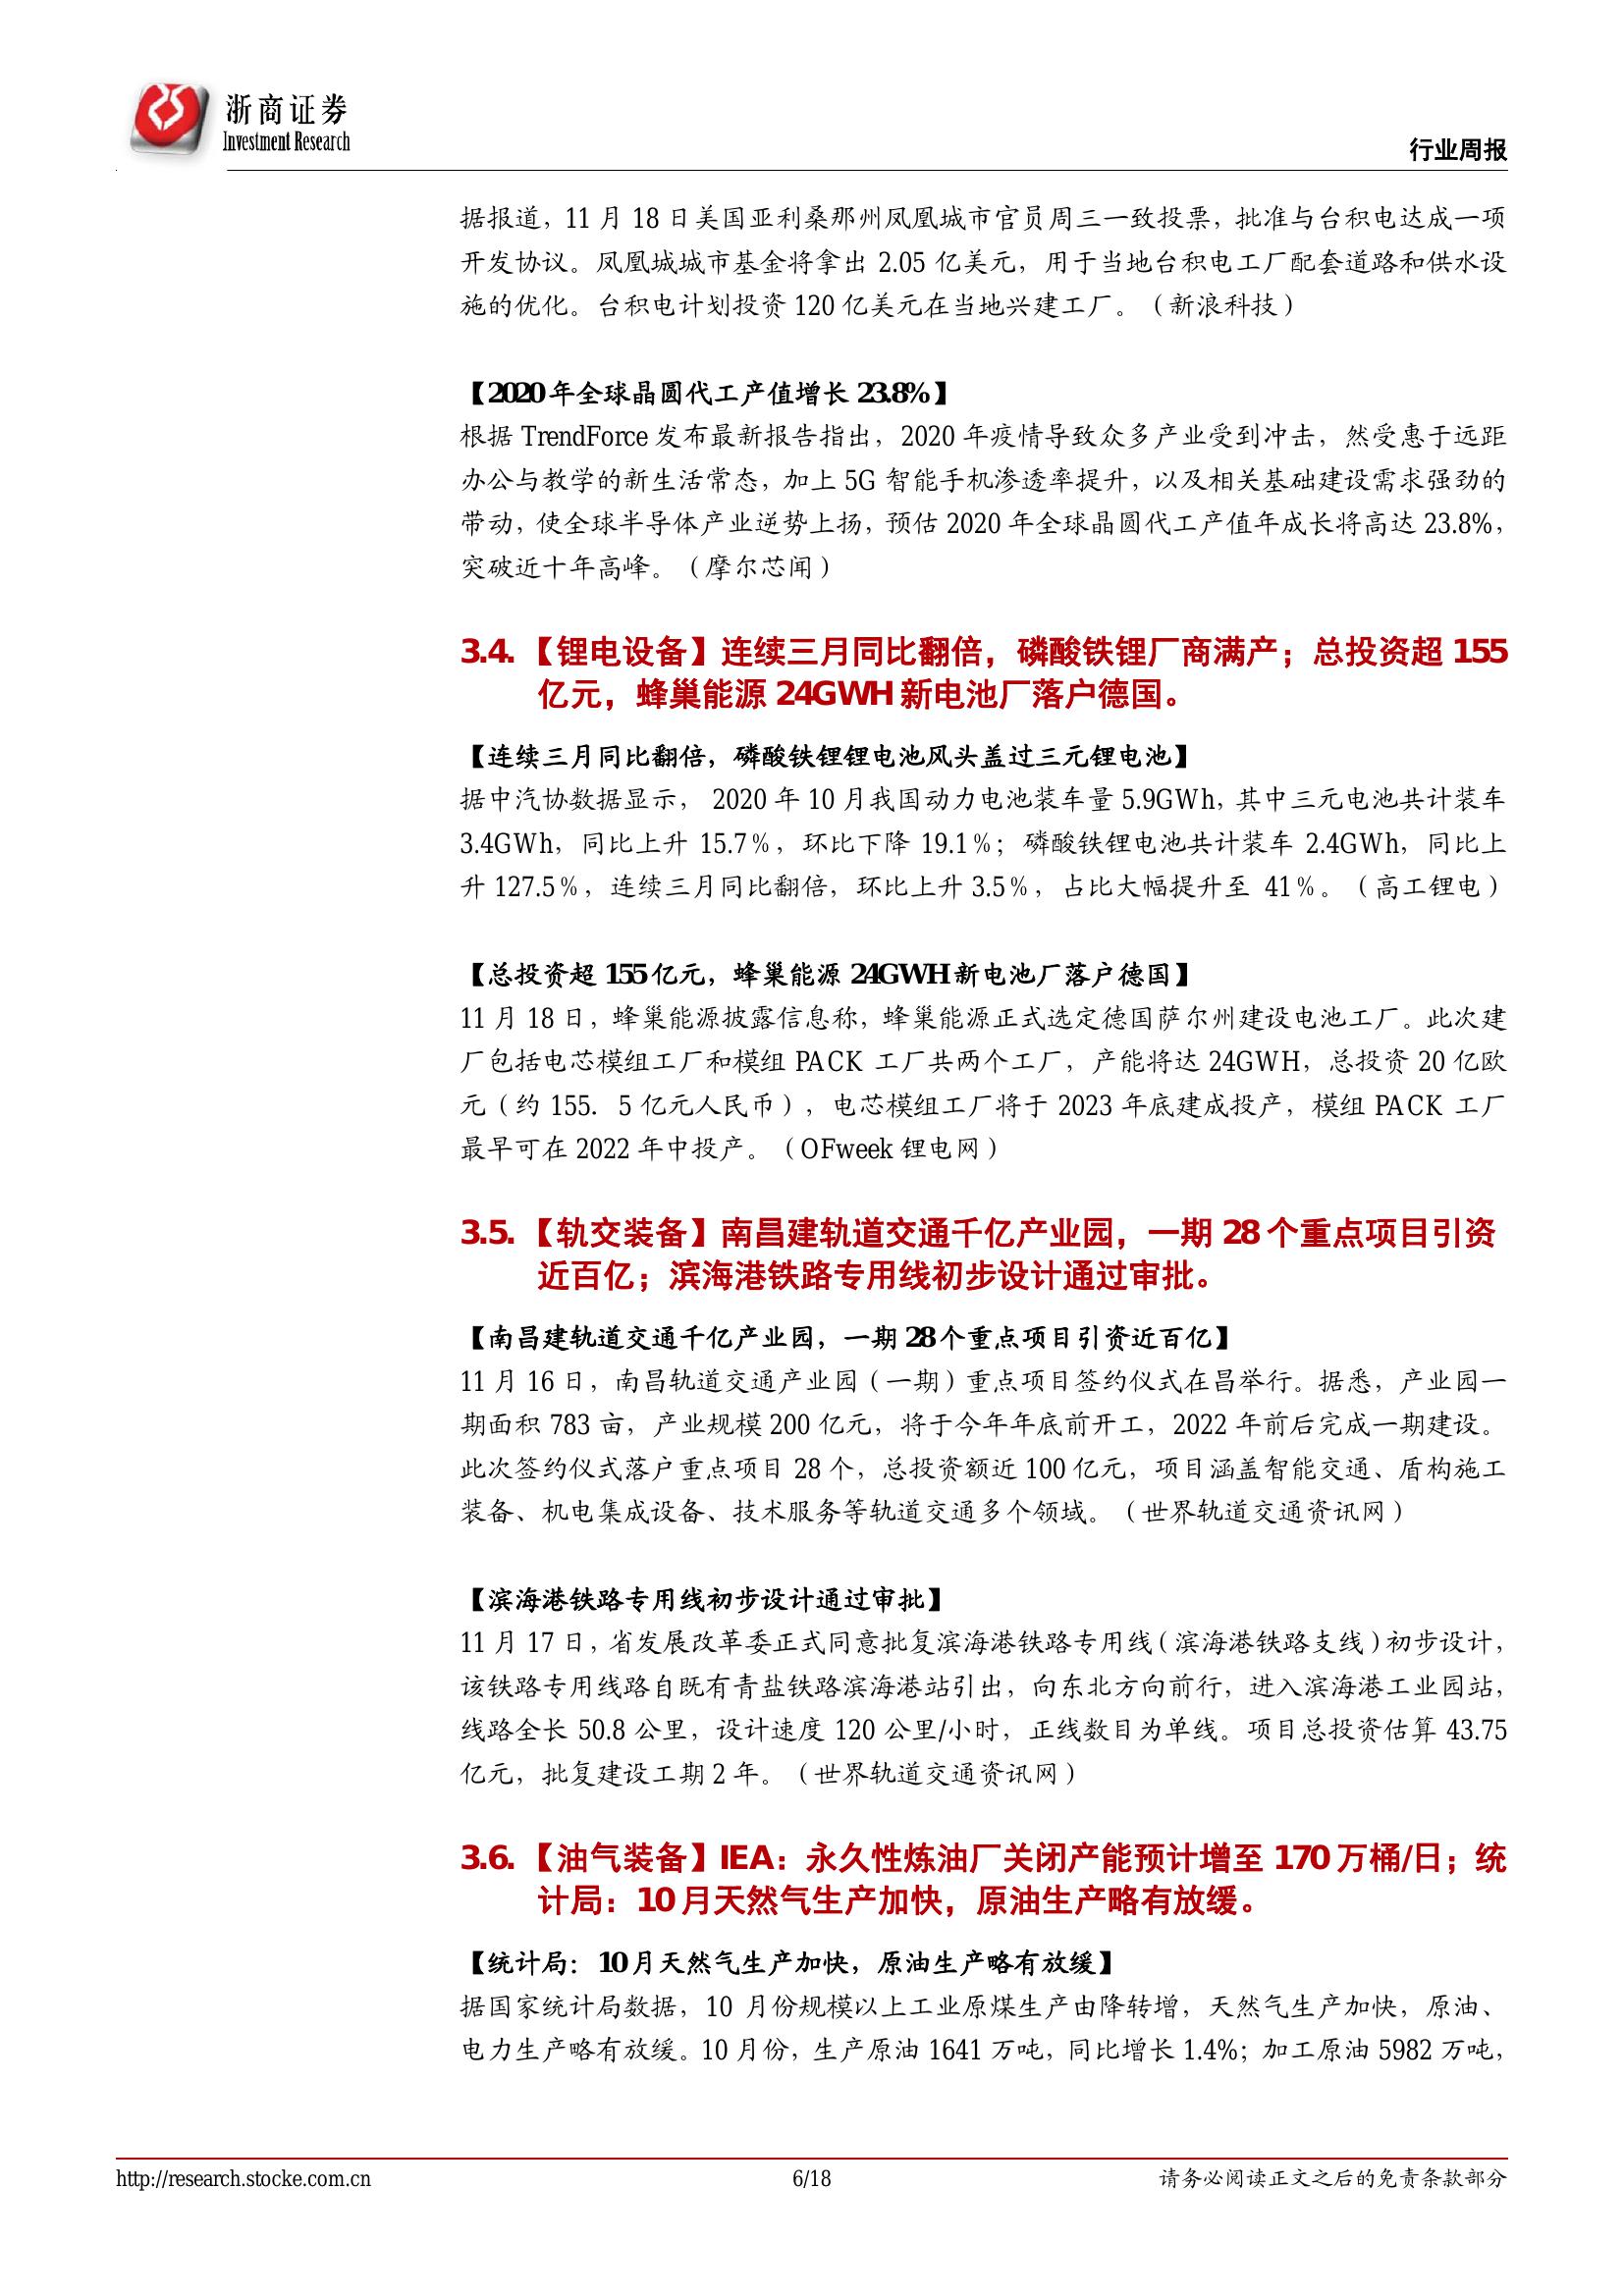 浙商证券
Investment Research
行业周报
据报道，11 月 18 日美国亚利桑那州凤凰城市官员周三一致投票，批准与台积电达成一项
开发协议。凤凰城城市基金将拿出 2.05 亿美元，用于当地台积电工厂配套道路和供水设
施的优化。台积电计划投资 120 亿美元在当地兴建工厂。（新浪科技）
【2020 年全球晶圆代工产值增长 23.8%】
根据 TrendForce 发布最新报告指出，2020 年疫情导致众多产业受到冲击，然受惠于远距
办公与教学的新生活常态，加上 5G 智能手机渗透率提升，以及相关基础建设需求强劲的
带动，使全球半导体产业逆势上扬，预估 2020 年全球晶圆代工产值年成长将高达 23.8%，
突破近十年高峰。（摩尔芯闻）
3.4. 【锂电设备】连续三月同比翻倍，磷酸铁锂厂商满产；总投资超 155
亿元，蜂巢能源 24GWH 新电池厂落户德国。
【连续三月同比翻倍，磷酸铁锂锂电池风头盖过三元锂电池】
据中汽协数据显示， 2020 年 10 月我国动力电池装车量 5.9GWh，其中三元电池共计装车
3.4GWh，同比上升 15.7%，环比下降 19.1%；磷酸铁锂电池共计装车 2.4GWh，同比上
升 127.5%，连续三月同比翻倍，环比上升 3.5%，占比大幅提升至 41%。（高工锂电）
【总投资超 155 亿元，蜂巢能源 24GWH 新电池厂落户德国】
11 月 18 日，蜂巢能源披露信息称，蜂巢能源正式选定德国萨尔州建设电池工厂。此次建
厂包括电芯模组工厂和模组 PACK 工厂共两个工厂，产能将达 24GWH，总投资 20 亿欧
元（约 155. 5 亿元人民币），电芯模组工厂将于 2023 年底建成投产，模组 PACK 工厂
最早可在 2022 年中投产。（OFweek 锂电网）
3.5. 【轨交装备】南昌建轨道交通千亿产业园，一期 28 个重点项目引资
近百亿；滨海港铁路专用线初步设计通过审批。
【南昌建轨道交通千亿产业园，一期 28 个重点项目引资近百亿】
11 月 16 日，南昌轨道交通产业园（一期）重点项目签约仪式在昌举行。据悉，产业园一
期面积 783 亩，产业规模 200 亿元，将于今年年底前开工，2022 年前后完成一期建设。
此次签约仪式落户重点项目 28 个，总投资额近 100 亿元，项目涵盖智能交通、盾构施工
装备、机电集成设备、技术服务等轨道交通多个领域。（世界轨道交通资讯网）
【滨海港铁路专用线初步设计通过审批】
11 月 17 日，省发展改革委正式同意批复滨海港铁路专用线（滨海港铁路支线）初步设计，
该铁路专用线路自既有青盐铁路滨海港站引出，向东北方向前行，进入滨海港工业园站，
线路全长 50.8 公里，设计速度 120 公里/小时，正线数目为单线。项目总投资估算 43.75
亿元，批复建设工期 2 年。（世界轨道交通资讯网）
3.6. 【油气装备】IEA：永久性炼油厂关闭产能预计增至 170 万桶/日；统
计局：10 月天然气生产加快，原油生产略有放缓。
【统计局： 10 月天然气生产加快，原油生产略有放缓】
据国家统计局数据，10 月份规模以上工业原煤生产由降转增，天然气生产加快，原油、
电力生产略有放缓。10 月份，生产原油 1641 万吨，同比增长 1.4%；加工原油 5982 万吨，
http://research.stocke.com.cn
6/18
请务必阅读正文之后的免责条款部分